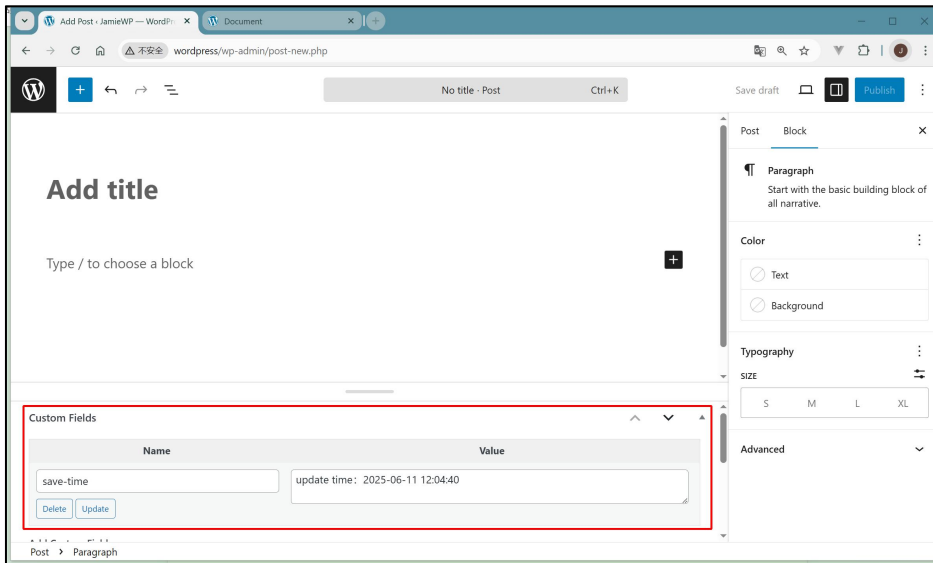 Add Post ‹ JamieWP — WordPr
Document
不安全 wordpress/wp-admin/post-new.php
J
No title · Post Ctrl+K
Save draft
Publish
Add title
Type / to choose a block
Post Block
Paragraph
Start with the basic building block of
all narrative.
Color
Text
Background
Typography
SIZE
S M L XL
Advanced
Custom Fields
Name Value
save-time
update time：2025-06-11 12:04:40
Delete Update
Post > Paragraph